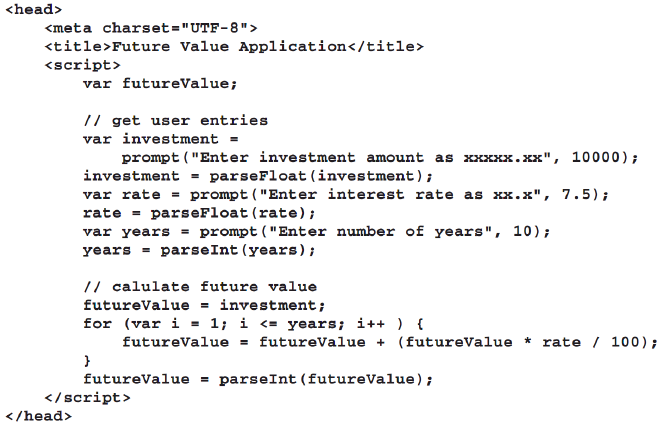 <head>
    <meta charset="UTF-8">
    <title>Future Value Application</title>
    <script>
        var futureValue;

        // get user entries
        var investment =
            prompt("Enter investment amount as xxxxx.xx", 10000);
        investment = parseFloat(investment);
        var rate = prompt("Enter interest rate as xx.x", 7.5);
        rate = parseFloat(rate);
        var years = prompt("Enter number of years", 10);
        years = parseInt(years);

        // calulate future value
        futureValue = investment;
        for (var i = 1; i <= years; i++ ) {
            futureValue = futureValue + (futureValue * rate / 100);
        }
        futureValue = parseInt(futureValue);
    </script>
</head>